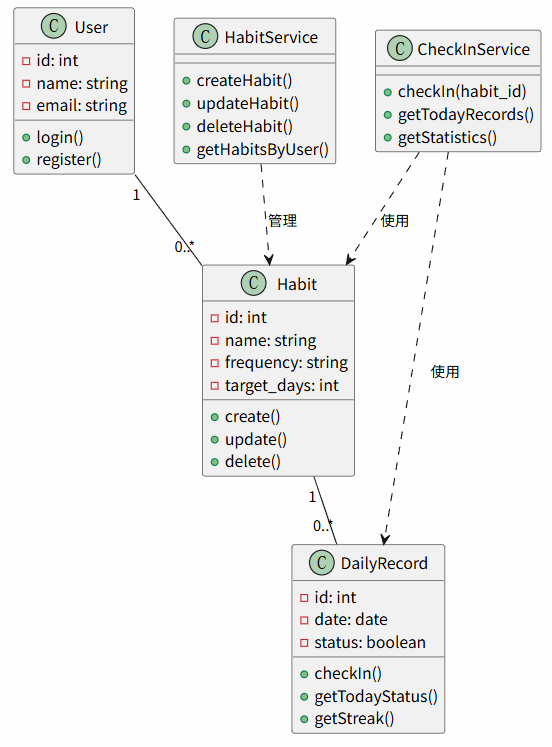 C User
id: int
name: string
email: string
login()
register()
C HabitService
createHabit()
updateHabit()
deleteHabit()
getHabitsByUser()
C CheckInService
checkIn(habit_id)
getTodayRecords()
getStatistics()
1
0..*
管理
使用
使用
C Habit
id: int
name: string
frequency: string
target_days: int
create()
update()
delete()
1
0..*
C DailyRecord
id: int
date: date
status: boolean
checkIn()
getTodayStatus()
getStreak()